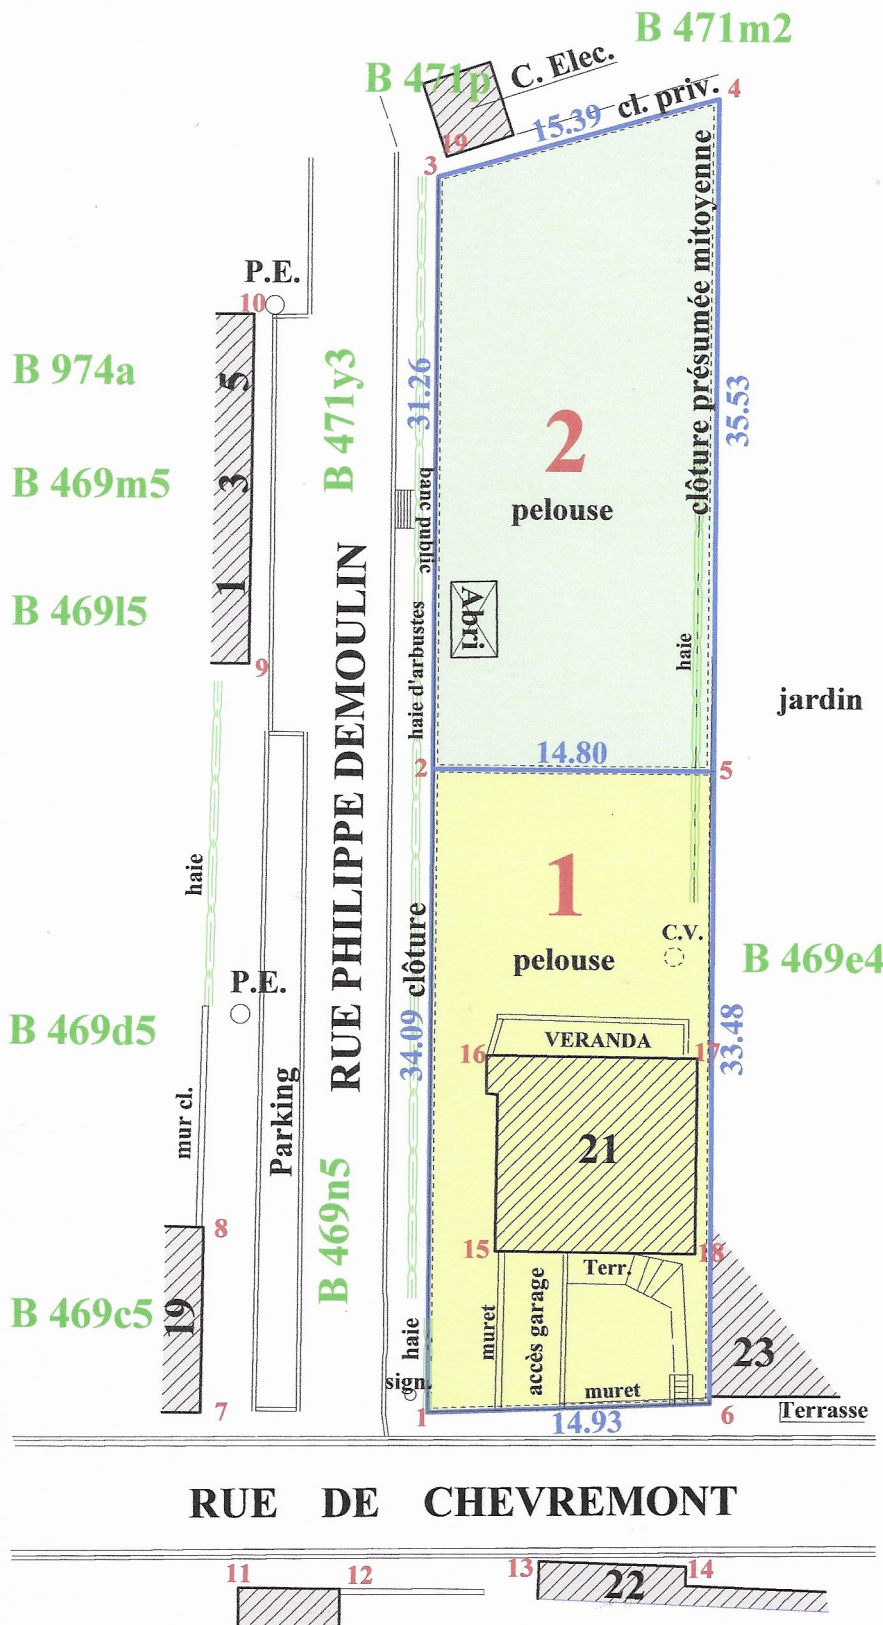 B 471m2
B 471p
C. Elec.
cl. priv.
4
15.39
19
3
P.E.
10
B 974a
5
B 471y3
31.26
clôture présumée mitoyenne
35.53
2
B 469m5
3
banc public
pelouse
B 469l5
1
Abri
haie d'arbustes
haie
9
jardin
RUE PHILIPPE DEMOULIN
14.80
2
5
haie
1
clôture
C.V.
pelouse
B 469e4
P.E.
B 469d5
34.09
VERANDA
16
17
33.48
mur cl.
Parking
21
B 469n5
8
15
18
Terr.
B 469c5
19
haie
muret
accès garage
23
sign.
muret
7
1
14.93
6
Terrasse
RUE DE CHEVREMONT
11
12
13
14
22